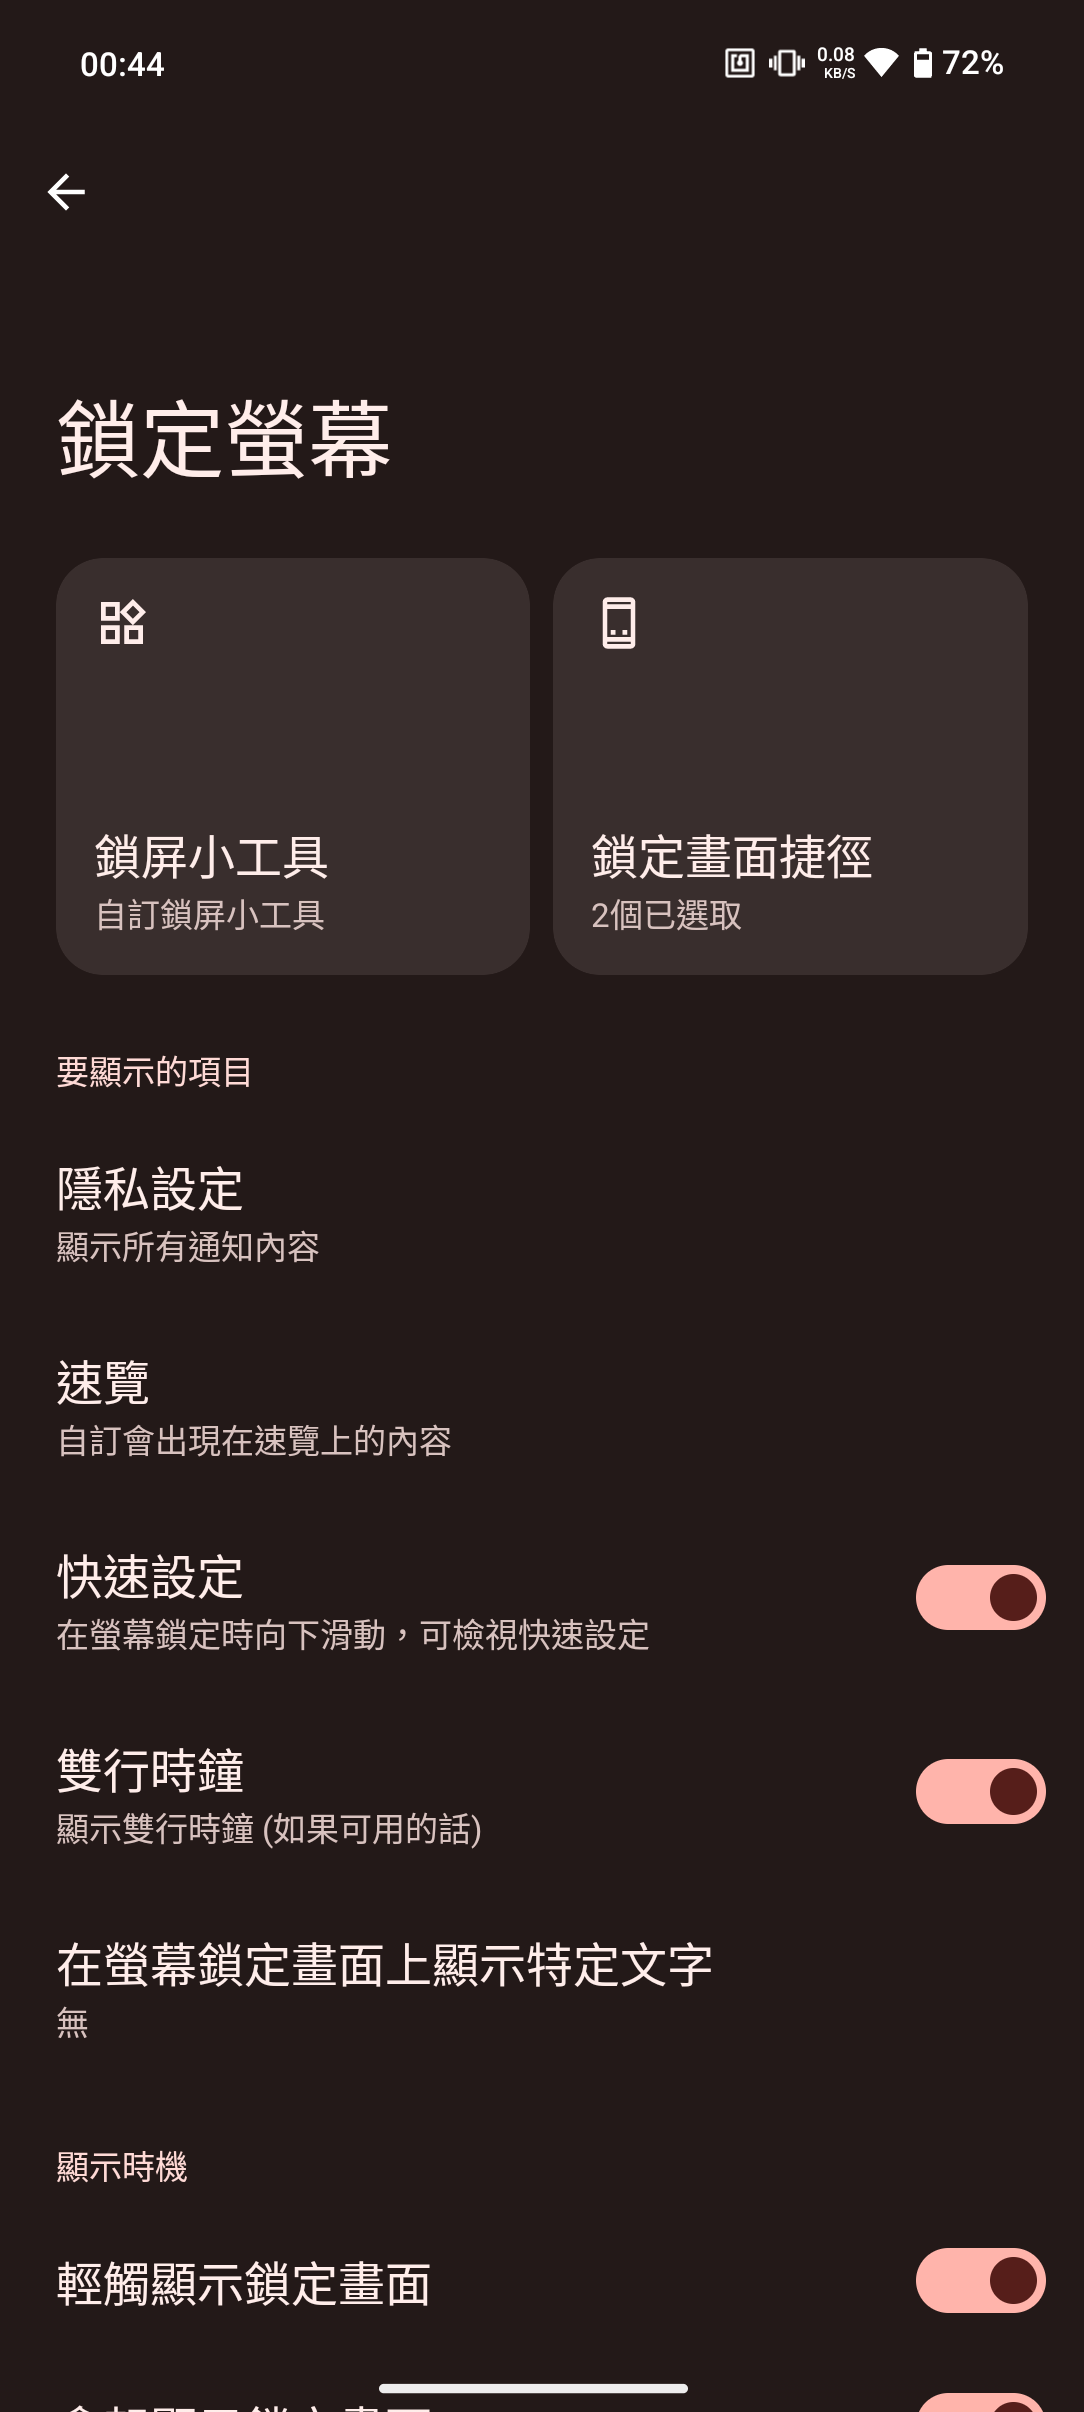 00:44
0.08
KB/S
72%
鎖定螢幕
鎖屏小工具
自訂鎖屏小工具
鎖定畫面捷徑
2個已選取
要顯示的項目
隱私設定
顯示所有通知內容
速覽
自訂會出現在速覽上的內容
快速設定
在螢幕鎖定時向下滑動，可檢視快速設定
雙行時鐘
顯示雙行時鐘 (如果可用的話)
在螢幕鎖定畫面上顯示特定文字
無
顯示時機
輕觸顯示鎖定畫面